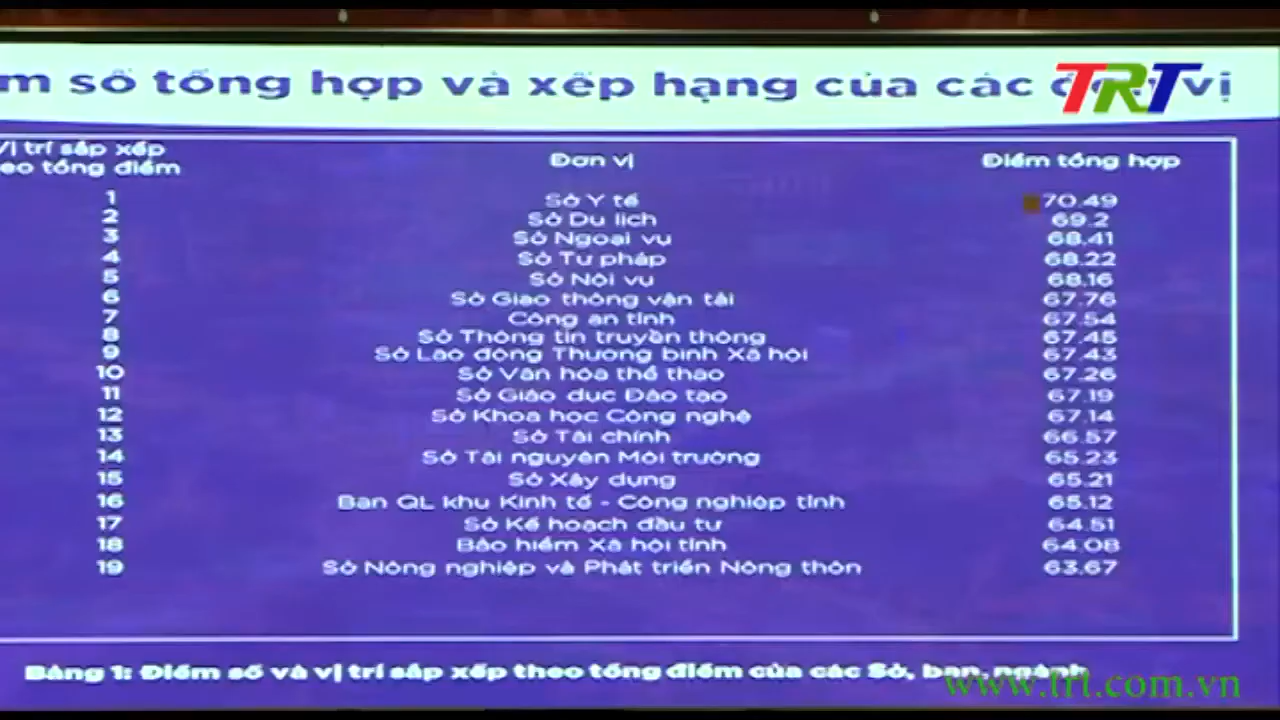 m số tổng hợp và xếp hạng của các đơn vị
TRT
Vị trí sắp xếp
eo tổng điểm
Đơn vị
Điểm tổng hợp
1 Sở Y tế 70.49
2 Sở Du lịch 69.2
3 Sở Ngoại vụ 68.41
4 Sở Tư pháp 68.22
5 Sở Nội vụ 68.16
6 Sở Giao thông vận tải 67.76
7 Công an tỉnh 67.54
8 Sở Thông tin truyền thông 67.45
9 Sở Lao động Thương binh Xã hội 67.43
10 Sở Văn hóa thể thao 67.26
11 Sở Giáo dục Đào tạo 67.19
12 Sở Khoa học Công nghệ 67.14
13 Sở Tài chính 66.57
14 Sở Tài nguyên Môi trường 65.23
15 Sở Xây dựng 65.21
16 Ban QL khu Kinh tế - Công nghiệp tỉnh 65.12
17 Sở Kế hoạch đầu tư 64.51
18 Bảo hiểm Xã hội tỉnh 64.08
19 Sở Nông nghiệp và Phát triển Nông thôn 63.67
Bảng 1: Điểm số và vị trí sắp xếp theo tổng điểm của các Sở, ban, ngành
www.trt.com.vn